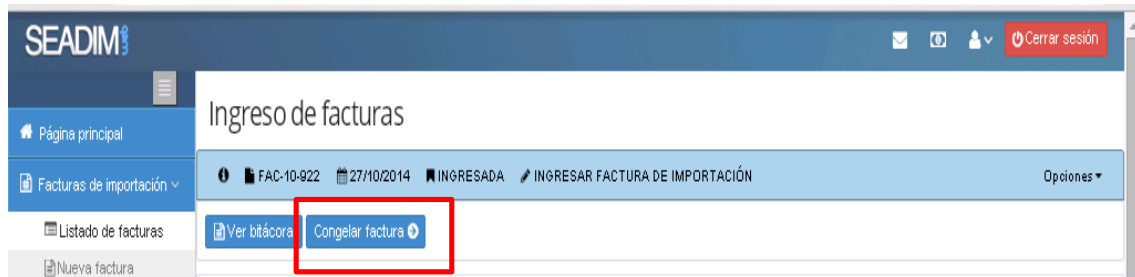 SEADIM
Cerrar sesión
Ingreso de facturas
Página principal
Facturas de importación
FAC-10-922 27/10/2014 INGRESADA INGRESAR FACTURA DE IMPORTACIÓN Opciones
Listado de facturas
Ver bitácora Congelar factura
Nueva factura